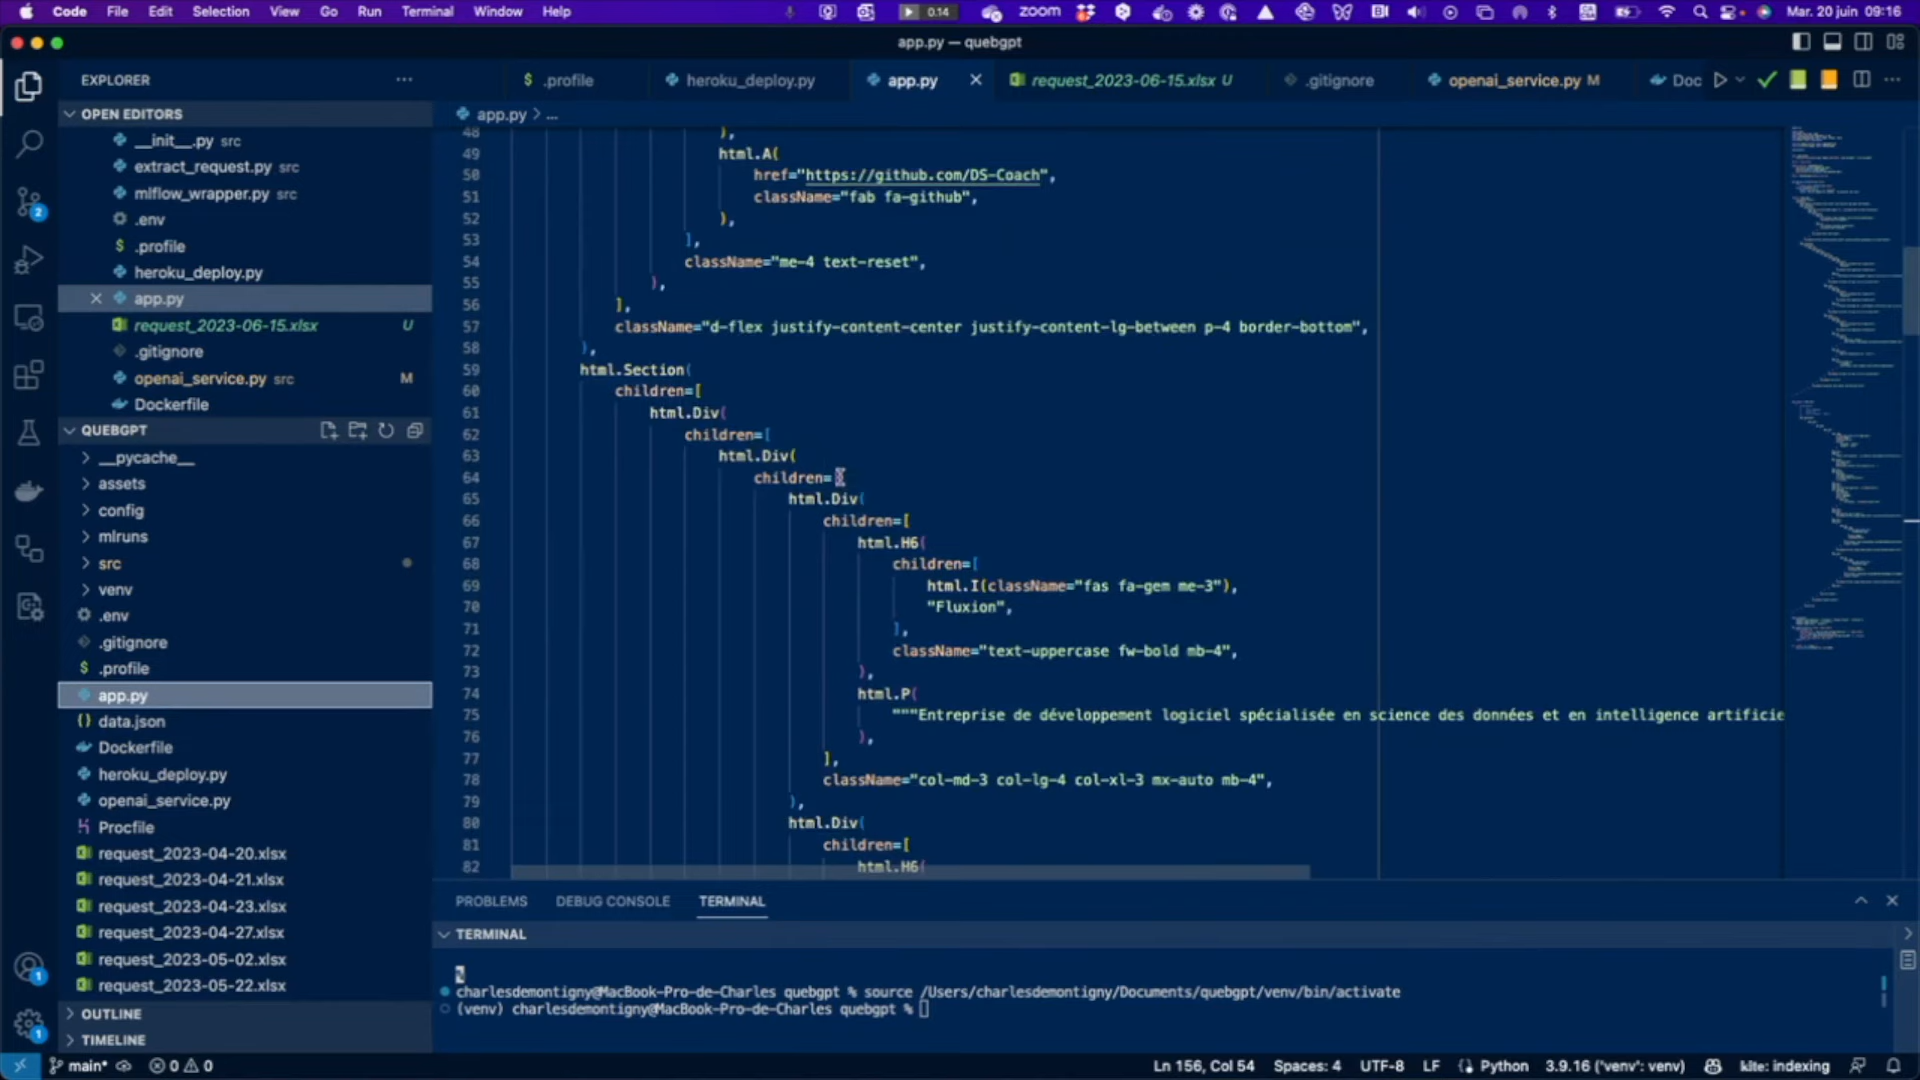 Code File Edit Selection View Go Run Terminal Window Help 0:14 zoom Mar. 20 juin 09:16
app.py — quebgpt
EXPLORER
.profile heroku_deploy.py app.py request_2023-06-15.xlsx U .gitignore openai_service.py M Doc
OPEN EDITORS
__init__.py src
extract_request.py src
mlflow_wrapper.py src
.env
$ .profile
heroku_deploy.py
app.py
request_2023-06-15.xlsx U
.gitignore
openai_service.py src M
Dockerfile
QUEBGPT
__pycache__
assets
config
mlruns
src
venv
.env
.gitignore
$ .profile
app.py
{} data.json
Dockerfile
heroku_deploy.py
openai_service.py
Procfile
request_2023-04-20.xlsx
request_2023-04-21.xlsx
request_2023-04-23.xlsx
request_2023-04-27.xlsx
request_2023-05-02.xlsx
request_2023-05-22.xlsx
OUTLINE
TIMELINE
app.py > ...
48 ),
49 html.A(
50 href="https://github.com/DS-Coach",
51 className="fab fa-github",
52 ),
53 ],
54 className="me-4 text-reset",
55 ),
56 ],
57 className="d-flex justify-content-center justify-content-lg-between p-4 border-bottom",
58 ),
59 html.Section(
60 children=[
61 html.Div(
62 children=[
63 html.Div(
64 children=[
65 html.Div(
66 children=[
67 html.H6(
68 children=[
69 html.I(className="fas fa-gem me-3"),
70 "Fluxion",
71 ],
72 className="text-uppercase fw-bold mb-4",
73 ),
74 html.P(
75 """Entreprise de développement logiciel spécialisée en science des données et en intelligence artificie
76 ),
77 ],
78 className="col-md-3 col-lg-4 col-xl-3 mx-auto mb-4",
79 ),
80 html.Div(
81 children=[
82 html.H6(
PROBLEMS DEBUG CONSOLE TERMINAL
TERMINAL
%
charlesdemontigny@MacBook-Pro-de-Charles quebgpt % source /Users/charlesdemontigny/Documents/quebgpt/venv/bin/activate
(venv) charlesdemontigny@MacBook-Pro-de-Charles quebgpt %
main* 0 0 Ln 156, Col 54 Spaces: 4 UTF-8 LF Python 3.9.16 ('venv': venv) kite: indexing